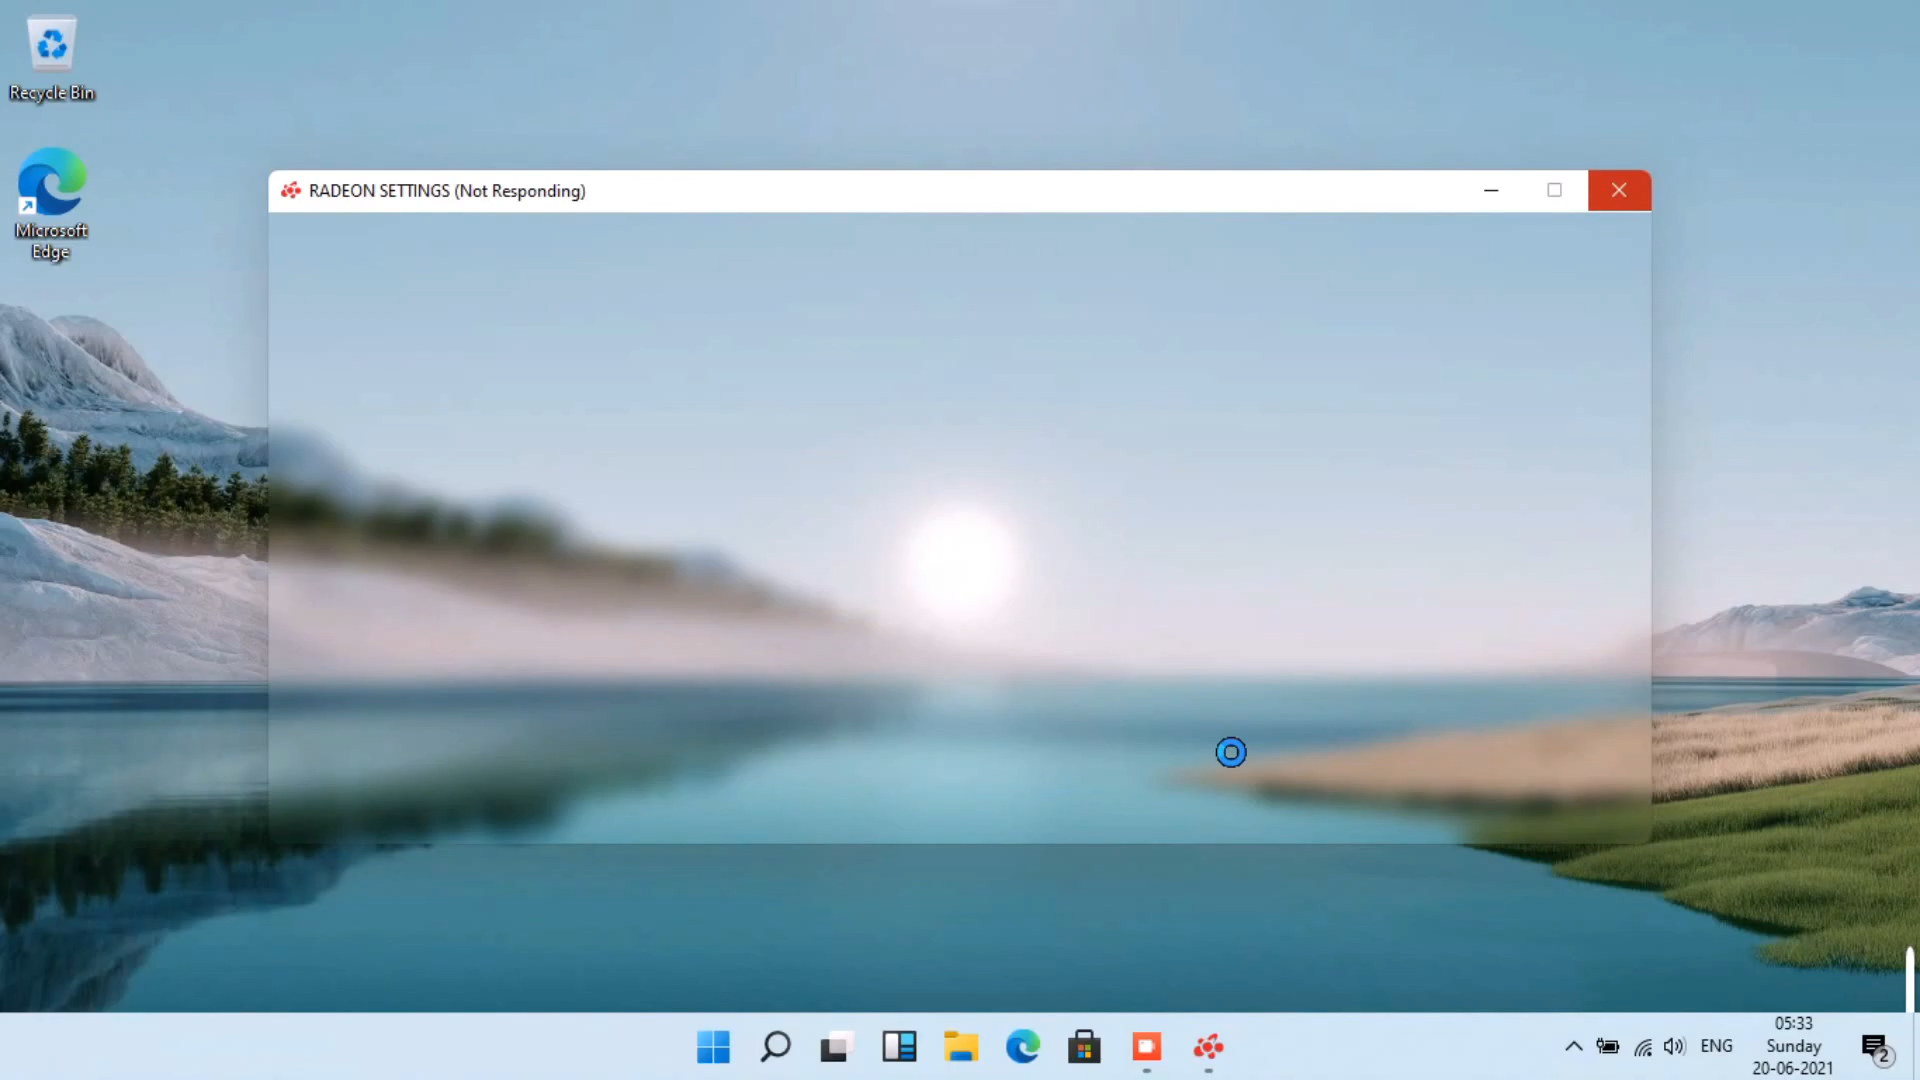 Recycle Bin
Microsoft
Edge
RADEON SETTINGS (Not Responding)
ENG
05:33
Sunday
20-06-2021
2